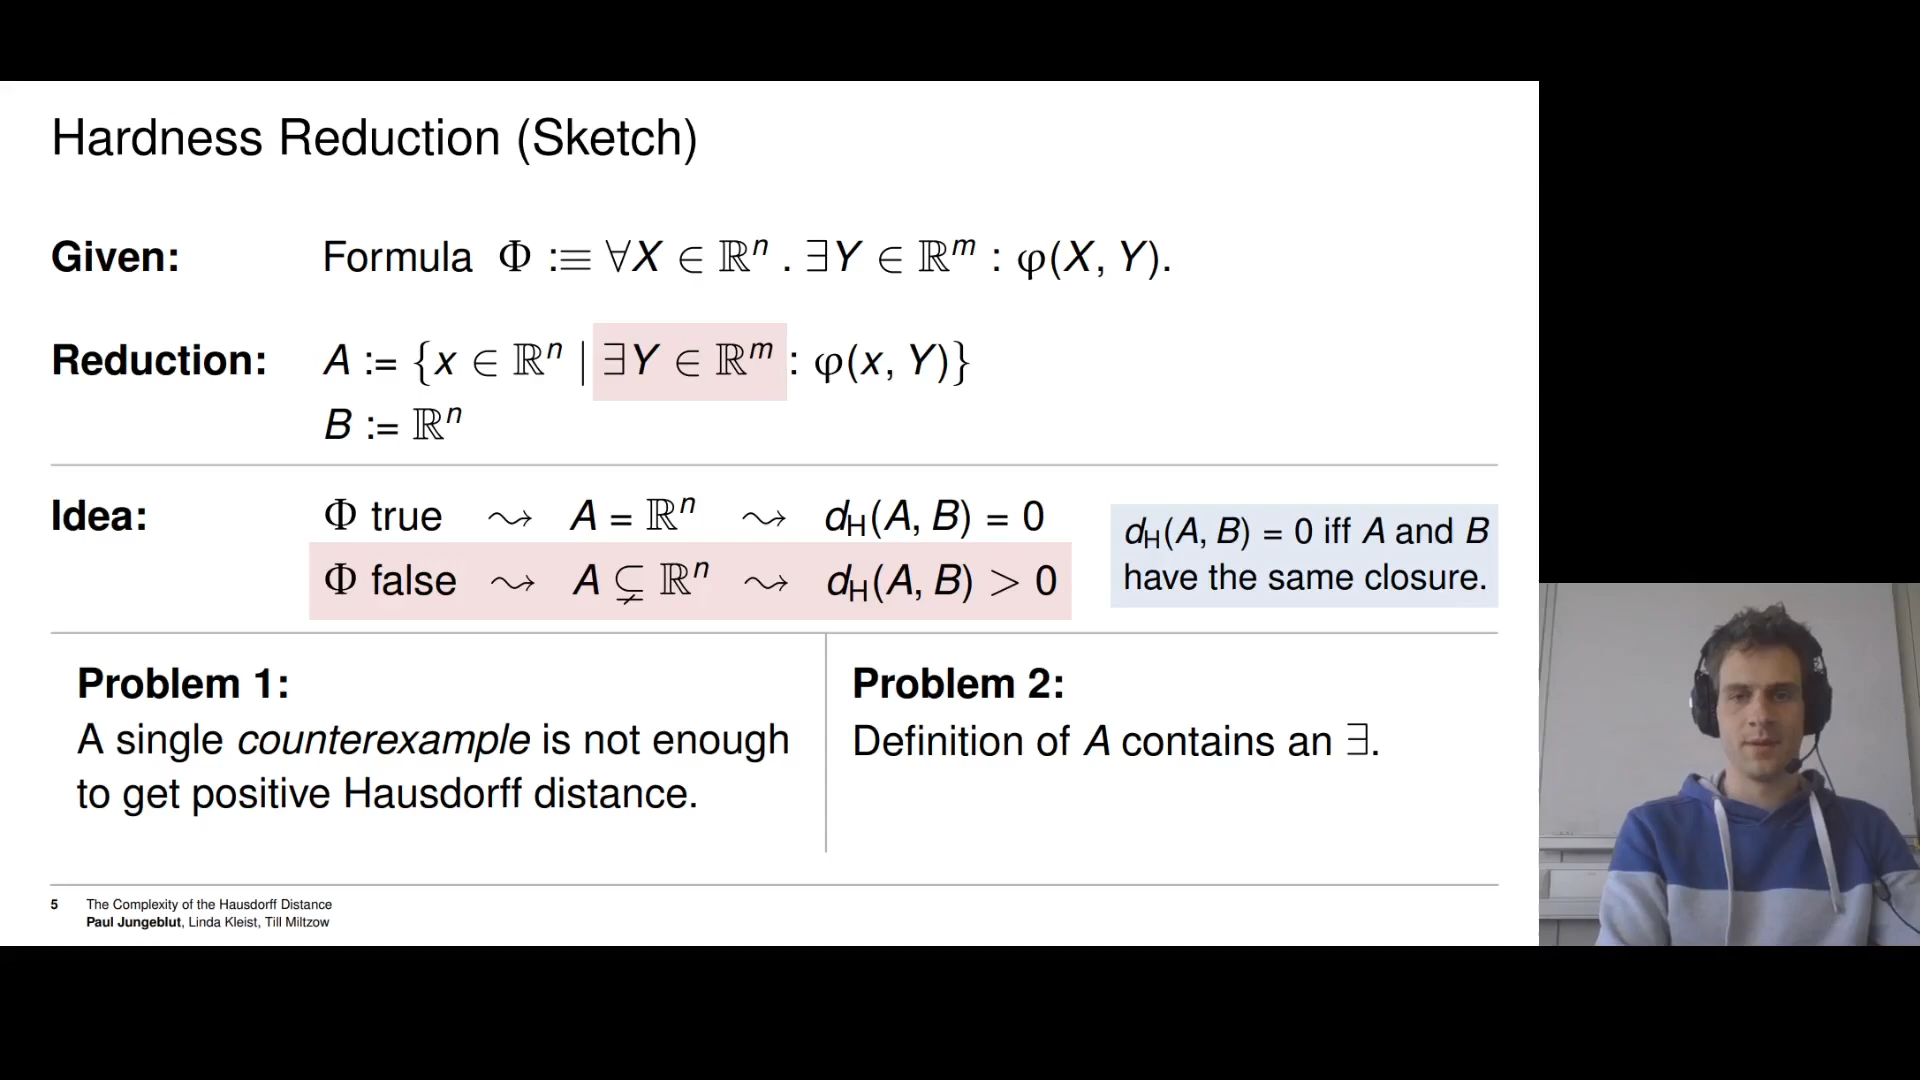 Hardness Reduction (Sketch)
Given: Formula Φ :≡ ∀X ∈ ℝⁿ . ∃Y ∈ ℝᵐ : φ(X, Y).
Reduction: A := {x ∈ ℝⁿ | ∃Y ∈ ℝᵐ : φ(x, Y)}
B := ℝⁿ
Idea: Φ true ⇝ A = ℝⁿ ⇝ d_H(A, B) = 0
Φ false ⇝ A ⊊ ℝⁿ ⇝ d_H(A, B) > 0
d_H(A, B) = 0 iff A and B
have the same closure.
Problem 1:
A single counterexample is not enough
to get positive Hausdorff distance.
Problem 2:
Definition of A contains an ∃.
5 The Complexity of the Hausdorff Distance
Paul Jungeblut, Linda Kleist, Till Miltzow